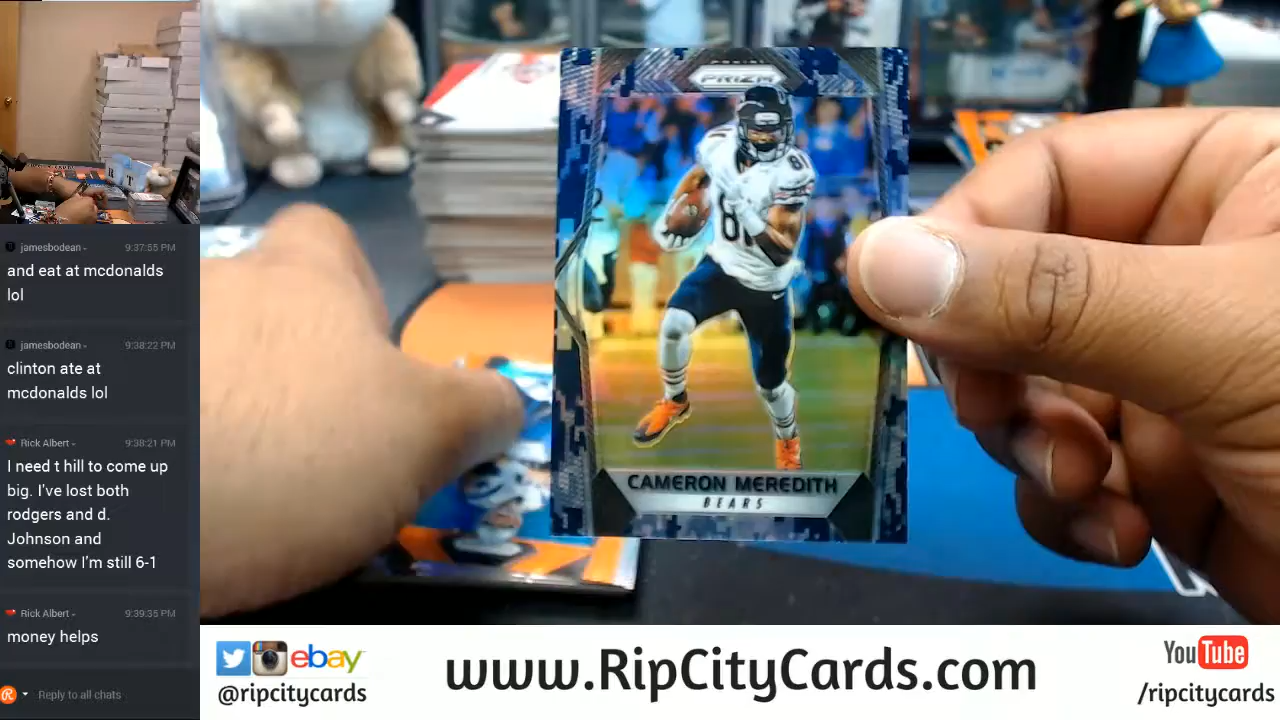 jamesbodean
9:37:55 PM
and eat at mcdonalds
lol
jamesbodean
9:38:22 PM
clinton ate at
mcdonalds lol
Rick Albert
9:38:21 PM
I need t hill to come up
big. I've lost both
rodgers and d.
Johnson and
somehow I'm still 6-1
Rick Albert
9:39:35 PM
money helps
Reply to all chats
PANINI
PRIZM
81
81
CAMERON MEREDITH
BEARS
ebay
@ripcitycards
www.RipCityCards.com
YouTube
/ripcitycards